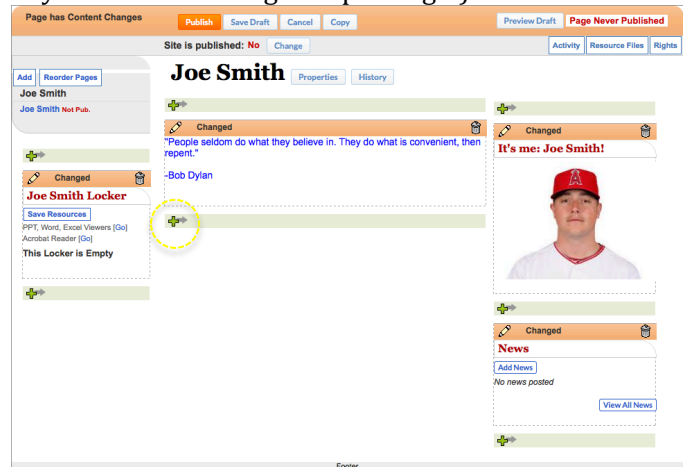 Page has Content Changes
Publish
Save Draft
Cancel
Copy
Preview Draft
Page Never Published
Site is published: No
Change
Activity
Resource Files
Rights
Add
Reorder Pages
Joe Smith
Joe Smith Not Pub.
Joe Smith
Properties
History
Changed
"People seldom do what they believe in. They do what is convenient, then
repent."
-Bob Dylan
Changed
Joe Smith Locker
Save Resources
PPT, Word, Excel Viewers [Go]
Acrobat Reader [Go]
This Locker is Empty
Changed
It's me: Joe Smith!
A
Changed
News
Add News
No news posted
View All News
Footer